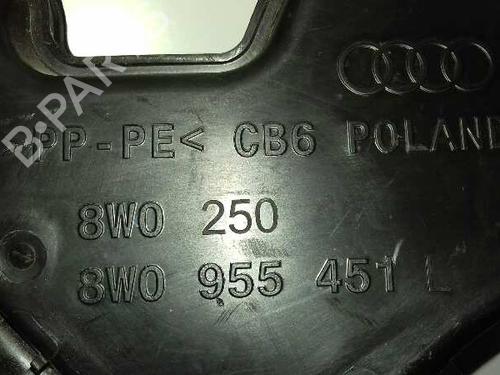 B-PARTS
>PP-PE< CB6 POLAND
8W0 250
8W0 955 451 L